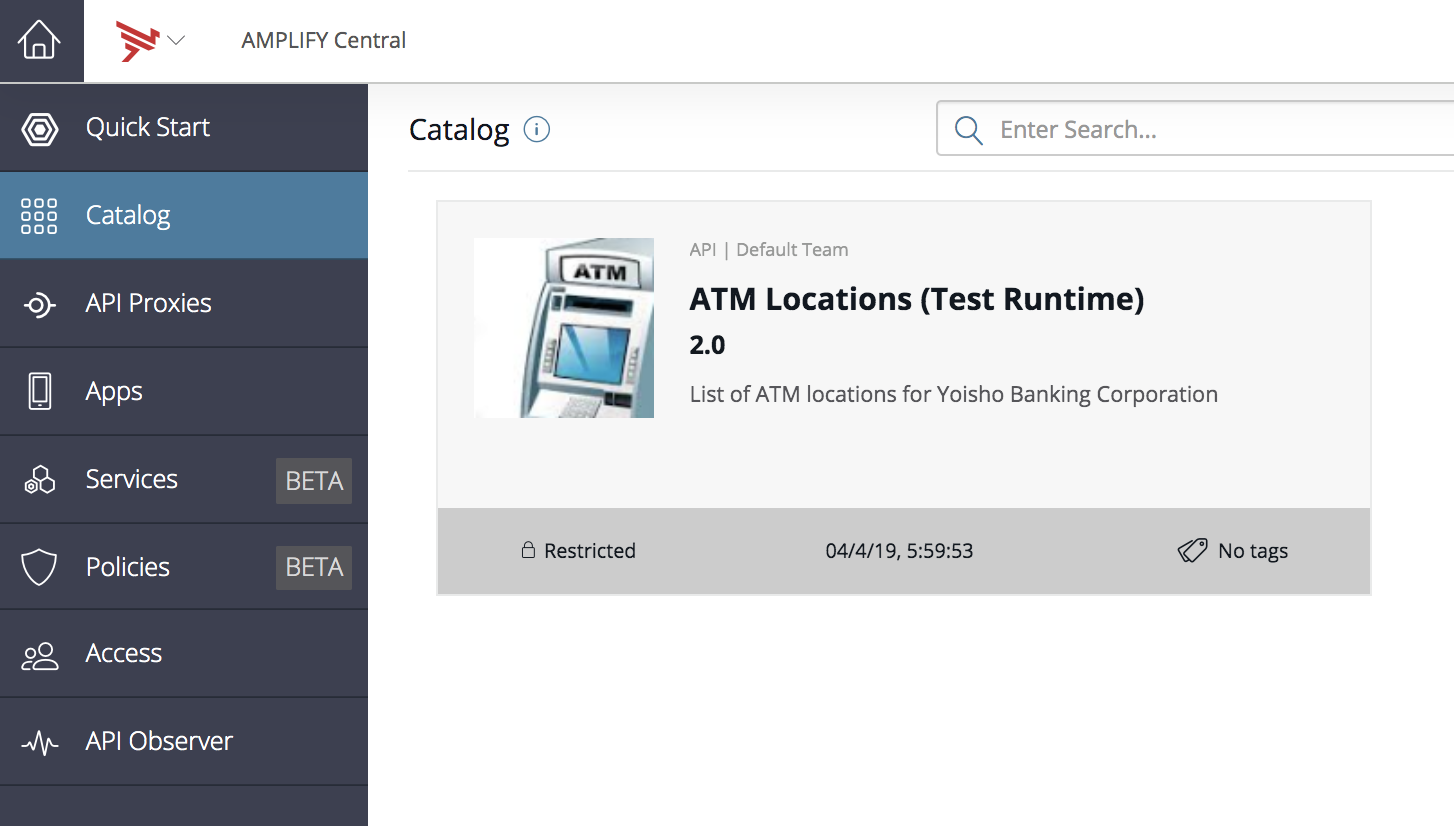 AMPLIFY Central
Quick Start
Catalog
API Proxies
Apps
Services BETA
Policies BETA
Access
API Observer
Catalog
Enter Search...
ATM
API | Default Team
ATM Locations (Test Runtime)
2.0
List of ATM locations for Yoisho Banking Corporation
Restricted 04/4/19, 5:59:53 No tags